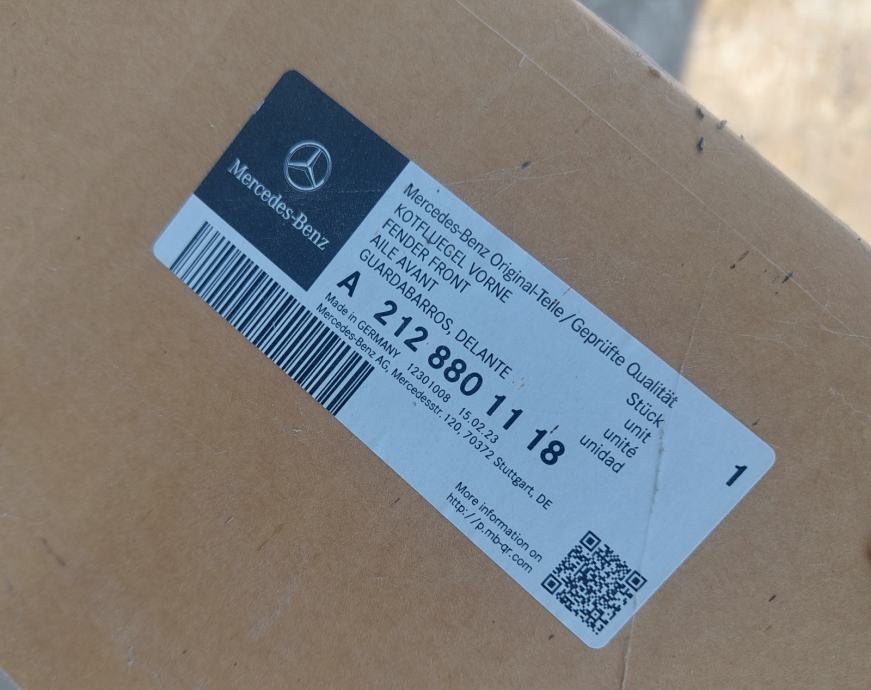 Mercedes-Benz
Mercedes-Benz Original-Teile/Geprüfte Qualität
KOTFLUEGEL VORNE
FENDER FRONT
AILE AVANT
GUARDABARROS, DELANTE
Stück
unit
unité
unidad
1
A 212 880 11 18
Made in GERMANY 12301008 15.02.23
Mercedes-Benz AG, Mercedesstr. 120, 70372 Stuttgart, DE
More information on
http://p.mb-qr.com